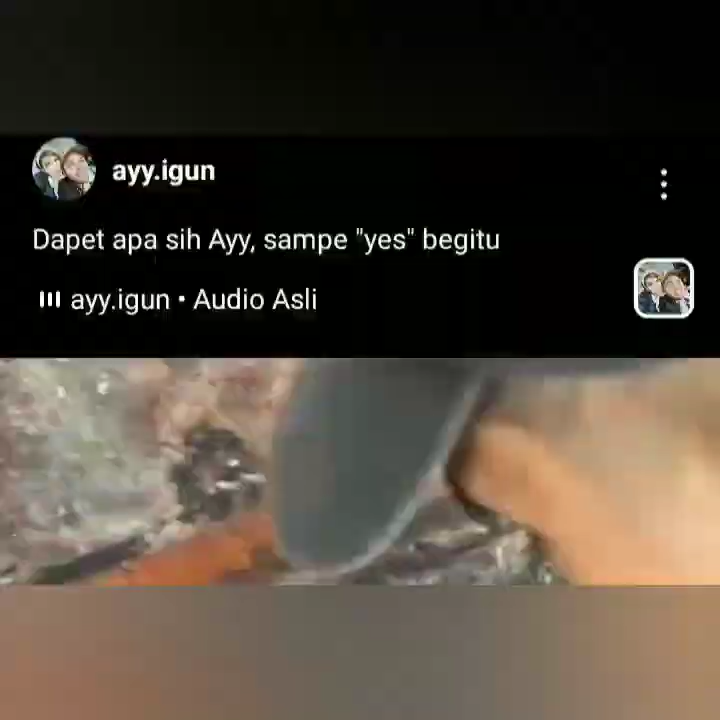 ayy.igun
Dapet apa sih Ayy, sampe "yes" begitu
ayy.igun • Audio Asli